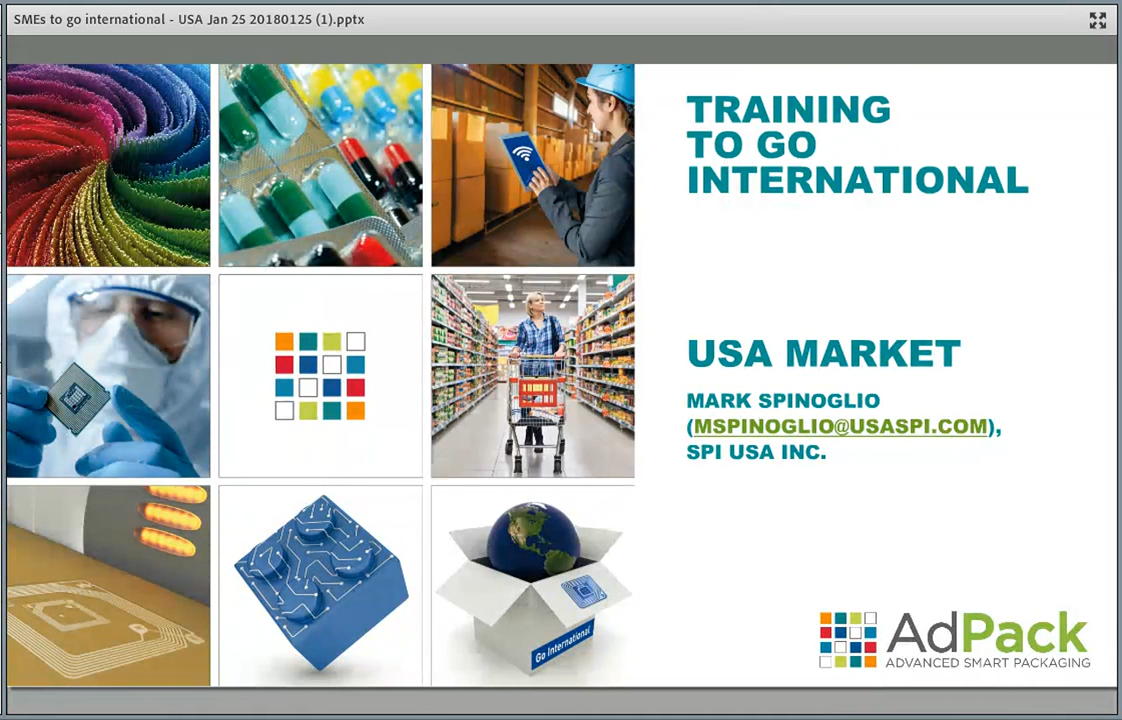 SMEs to go international - USA Jan 25 20180125 (1).pptx
TRAINING
TO GO
INTERNATIONAL
USA MARKET
MARK SPINOGLIO
(MSPINOGLIO@USASPI.COM),
SPI USA INC.
Go International
AdPack
ADVANCED SMART PACKAGING